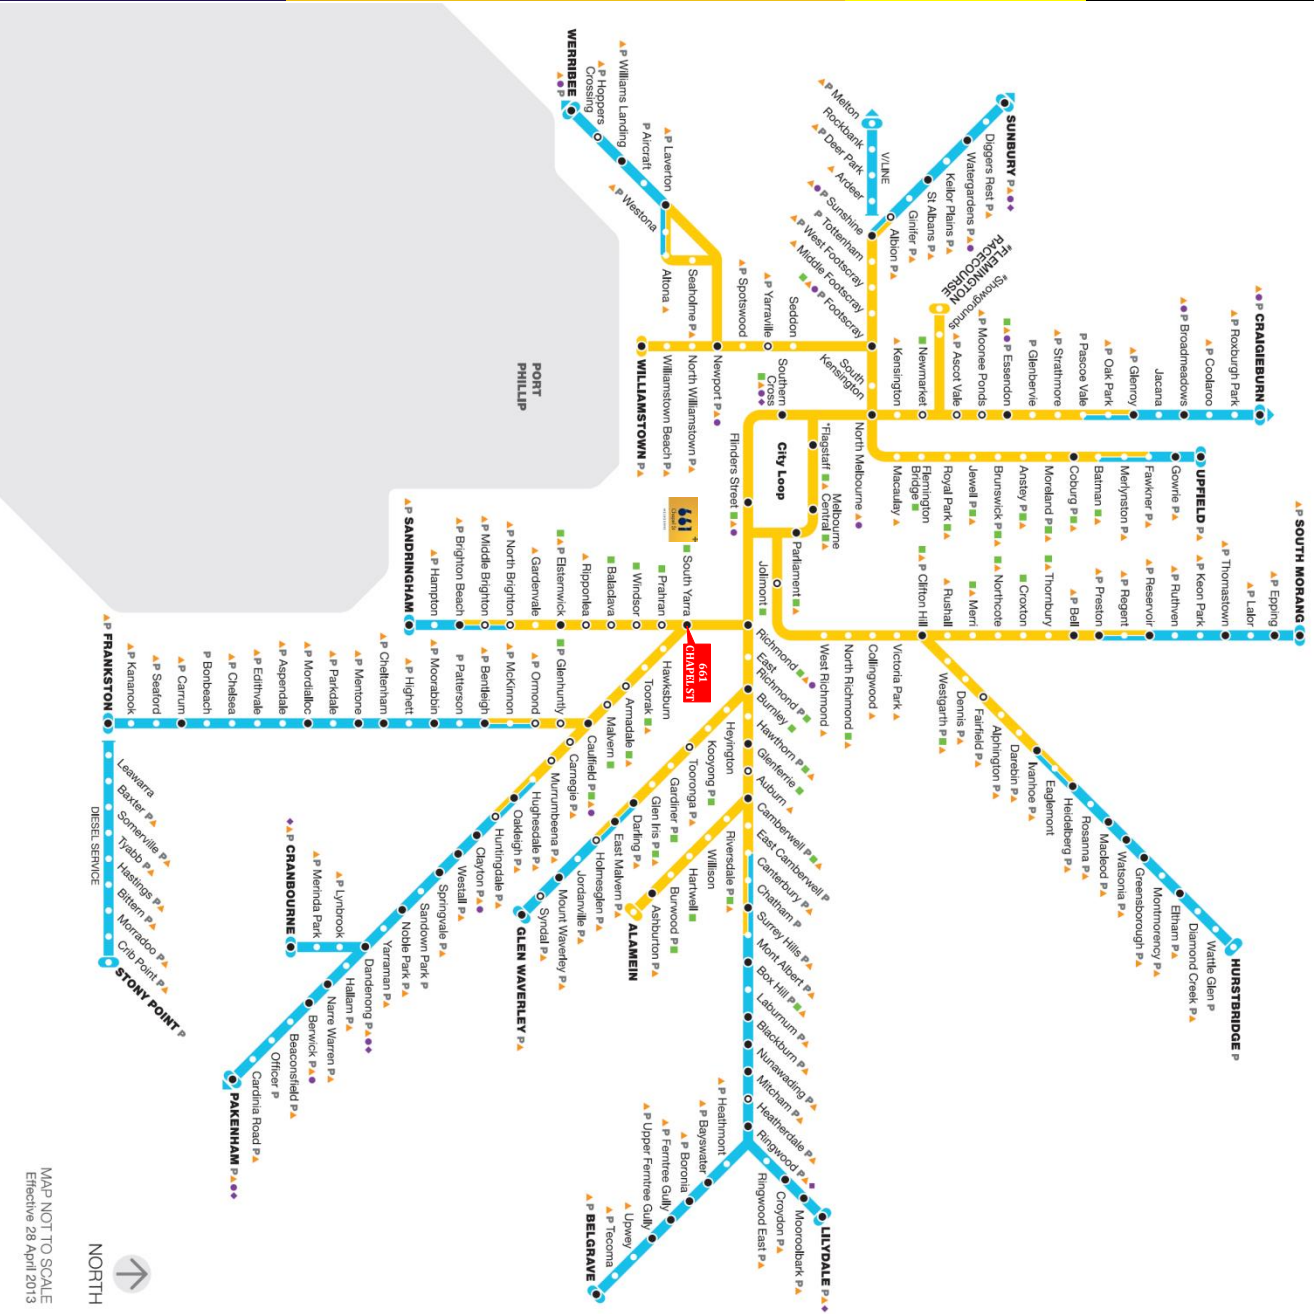 WERRIBEE
P Hoppers
Crossing
P Williams Landing
P Aircraft
P Laverton
P Westona
Altona
Seaholme P
P Melton
Rockbank
P Deer Park
Ardeer
V/LINE
P Sunshine
P Tottenham
P West Footscray
Middle Footscray
P Footscray
SUNBURY P
Diggers Rest P
Watergardens P
Keilor Plains P
St Albans P
Ginifer P
Albion P
*FLEMINGTON
RACECOURSE
*Showgrounds
P CRAIGIEBURN
P Roxburgh Park
P Coolaroo
P Broadmeadows
Jacana
P Glenroy
P Oak Park
Pascoe Vale
P Strathmore
P Glenbervie
P Essendon
P Moonee Ponds
P Ascot Vale
Newmarket
Kensington
South
Kensington
Seddon
P Yarraville
P Spotswood
Newport P
North Williamstown P
Williamstown Beach P
WILLIAMSTOWN P
PORT
PHILLIP
Southern
Cross
City Loop
Flinders Street
*Flagstaff
Melbourne
Central
Parliament
North Melbourne
Macaulay
Flemington
Bridge
Royal Park
Jewell P
Brunswick P
Anstey P
Moreland P
Coburg P
Batman
Merlynston P
Fawkner P
Gowrie P
UPFIELD P
P SOUTH MORANG
P Epping
P Lalor
P Thomastown
P Keon Park
P Ruthven
P Reservoir
P Regent
P Preston
P Bell
Thornbury
Croxton
Northcote
Merri
Rushall
P Clifton Hill
Victoria Park
Collingwood
North Richmond
West Richmond
Jolimont
Westgarth P
Dennis P
Fairfield P
Alphington P
Darebin P
Ivanhoe P
Eaglemont
Heidelberg P
Rosanna P
Macleod P
Watsonia P
Greensborough P
Montmorency P
Eltham P
Diamond Creek P
Wattle Glen P
HURSTBRIDGE P
661
661
CHAPELST
South Yarra
P Prahran
Windsor
Balaclava
Ripponlea
P Elsternwick
Gardenvale
P North Brighton
P Middle Brighton
P Brighton Beach
P Hampton
P SANDRINGHAM
Richmond
East
Richmond P
Burnley
Hawthorn P
Glenferrie
Auburn
Camberwell P
East Camberwell P
Canterbury P
Chatham P
Surrey Hills P
Mont Albert P
Box Hill P
Laburnum P
Blackburn P
Nunawading P
Mitcham P
Heatherdale P
Ringwood P
Ringwood East P
Croydon P
Mooroolbark P
LILYDALE P
P Heathmont
P Bayswater
P Boronia
P Ferntree Gully
P Upper Ferntree Gully
Upwey
P Tecoma
P BELGRAVE
Heyington
Kooyong P
Tooronga P
Gardiner P
Glen Iris P
Darling P
East Malvern P
Holmesglen P
Jordanville P
Mount Waverley P
Syndal P
GLEN WAVERLEY P
Riversdale P
Willison
Hartwell
Burwood P
Ashburton P
ALAMEIN
Hawksburn
Toorak
Armadale
Malvern
Caulfield P
Carnegie P
Murrumbeena P
Hughesdale P
Oakleigh P
Huntingdale P
Clayton P
Westall P
Springvale P
Sandown Park P
Noble Park P
Yarraman P
Dandenong P
Hallam P
Narre Warren P
Berwick P
Beaconsfield P
Officer P
Cardinia Road P
PAKENHAM P
P Lynbrook
P Merinda Park
P CRANBOURNE
P Glenhuntly
P Ormond
P McKinnon
P Bentleigh
P Patterson
P Moorabbin
P Highett
P Cheltenham
P Mentone
P Parkdale
P Mordialloc
P Aspendale
P Edithvale
P Chelsea
P Bonbeach
P Carrum
P Seaford
P Kananook
P FRANKSTON
Leawarra
Baxter P
Somerville P
Tyabb P
Hastings P
Bittern P
Morradoo P
Crib Point P
STONY POINT P
DIESEL SERVICE
MAP NOT TO SCALE
Effective 28 April 2013
NORTH